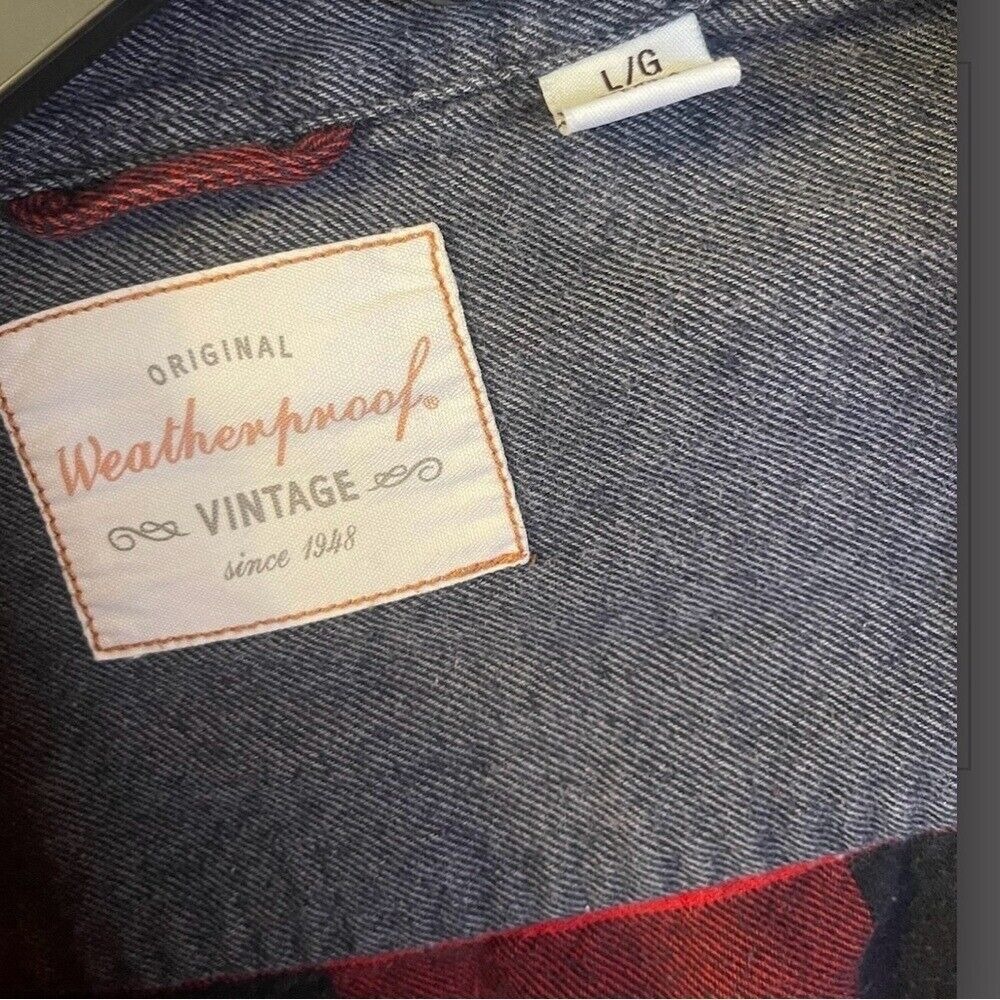 L/G
ORIGINAL
Weatherproof®
VINTAGE
since 1948